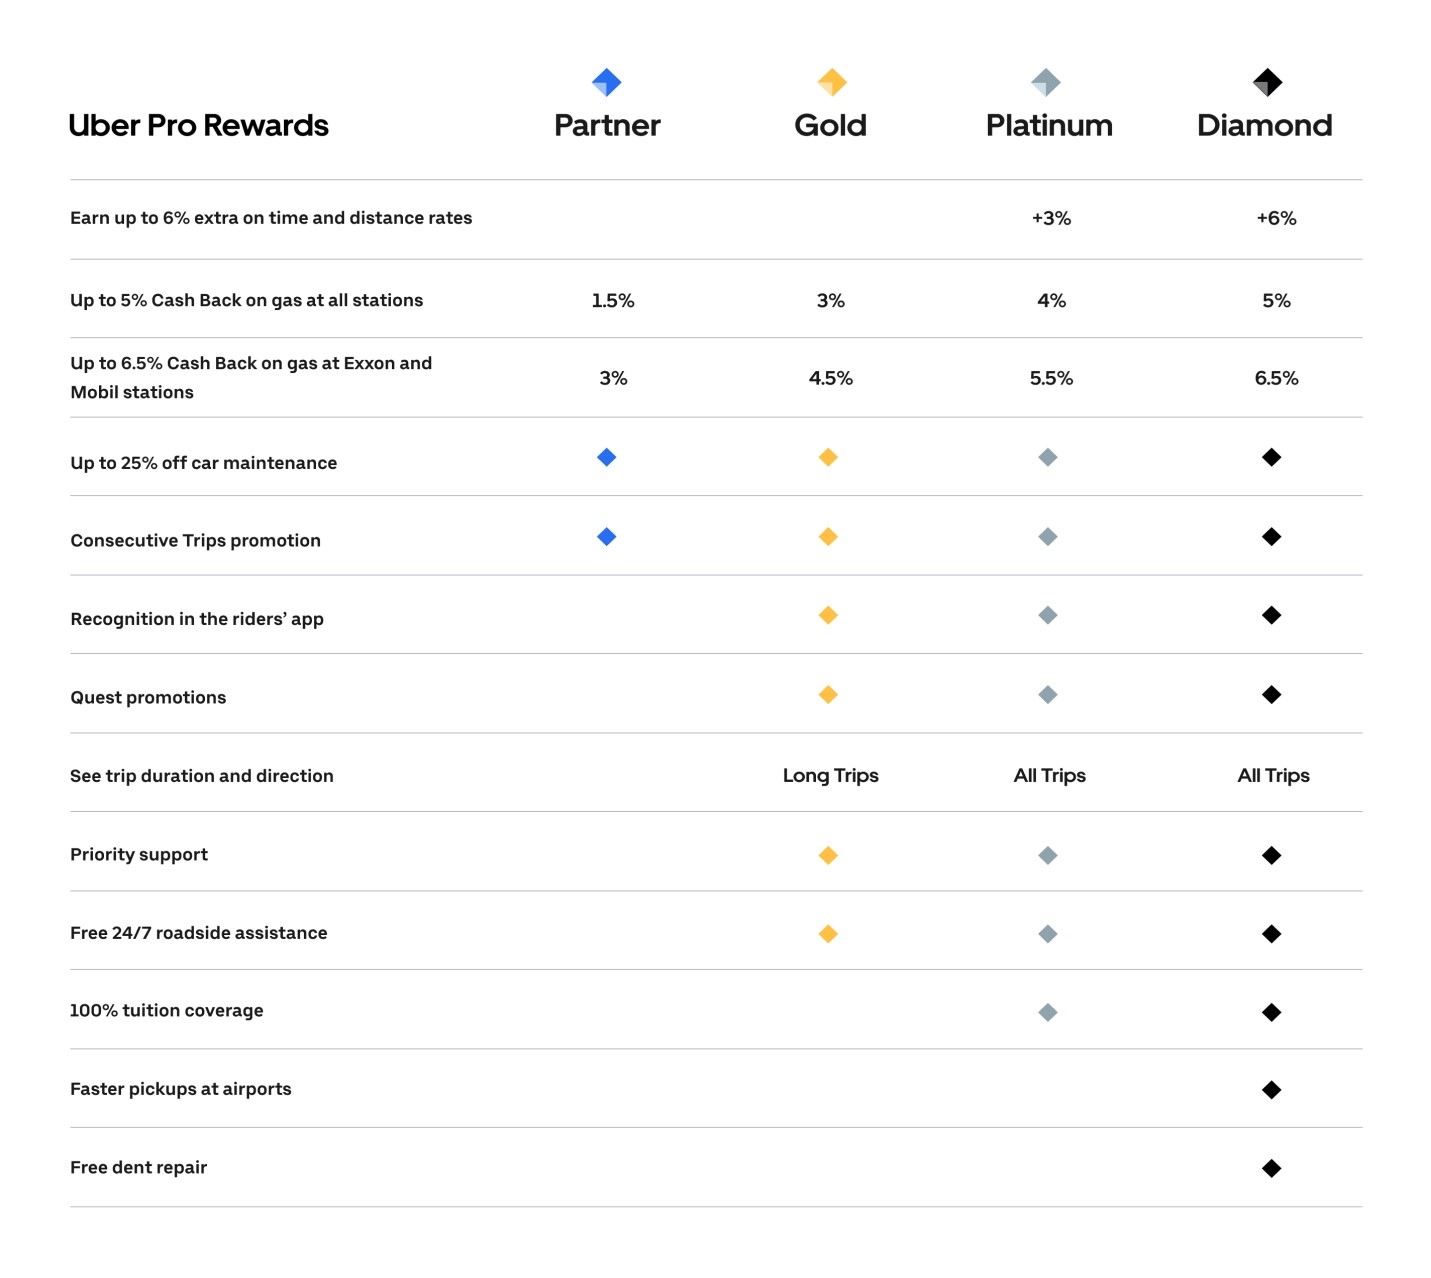 Uber Pro Rewards Partner Gold Platinum Diamond
Earn up to 6% extra on time and distance rates +3% +6%
Up to 5% Cash Back on gas at all stations 1.5% 3% 4% 5%
Up to 6.5% Cash Back on gas at Exxon and
Mobil stations 3% 4.5% 5.5% 6.5%
Up to 25% off car maintenance
Consecutive Trips promotion
Recognition in the riders’ app
Quest promotions
See trip duration and direction Long Trips All Trips All Trips
Priority support
Free 24/7 roadside assistance
100% tuition coverage
Faster pickups at airports
Free dent repair